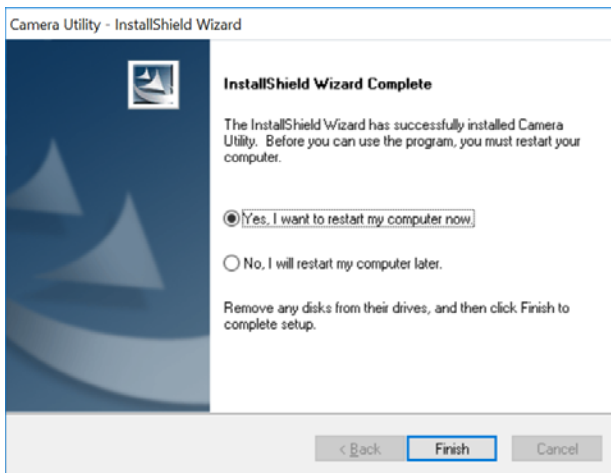 Camera Utility - InstallShield Wizard
InstallShield Wizard Complete
The InstallShield Wizard has successfully installed Camera
Utility. Before you can use the program, you must restart your
computer.
Yes, I want to restart my computer now.
No, I will restart my computer later.
Remove any disks from their drives, and then click Finish to
complete setup.
< Back Finish Cancel